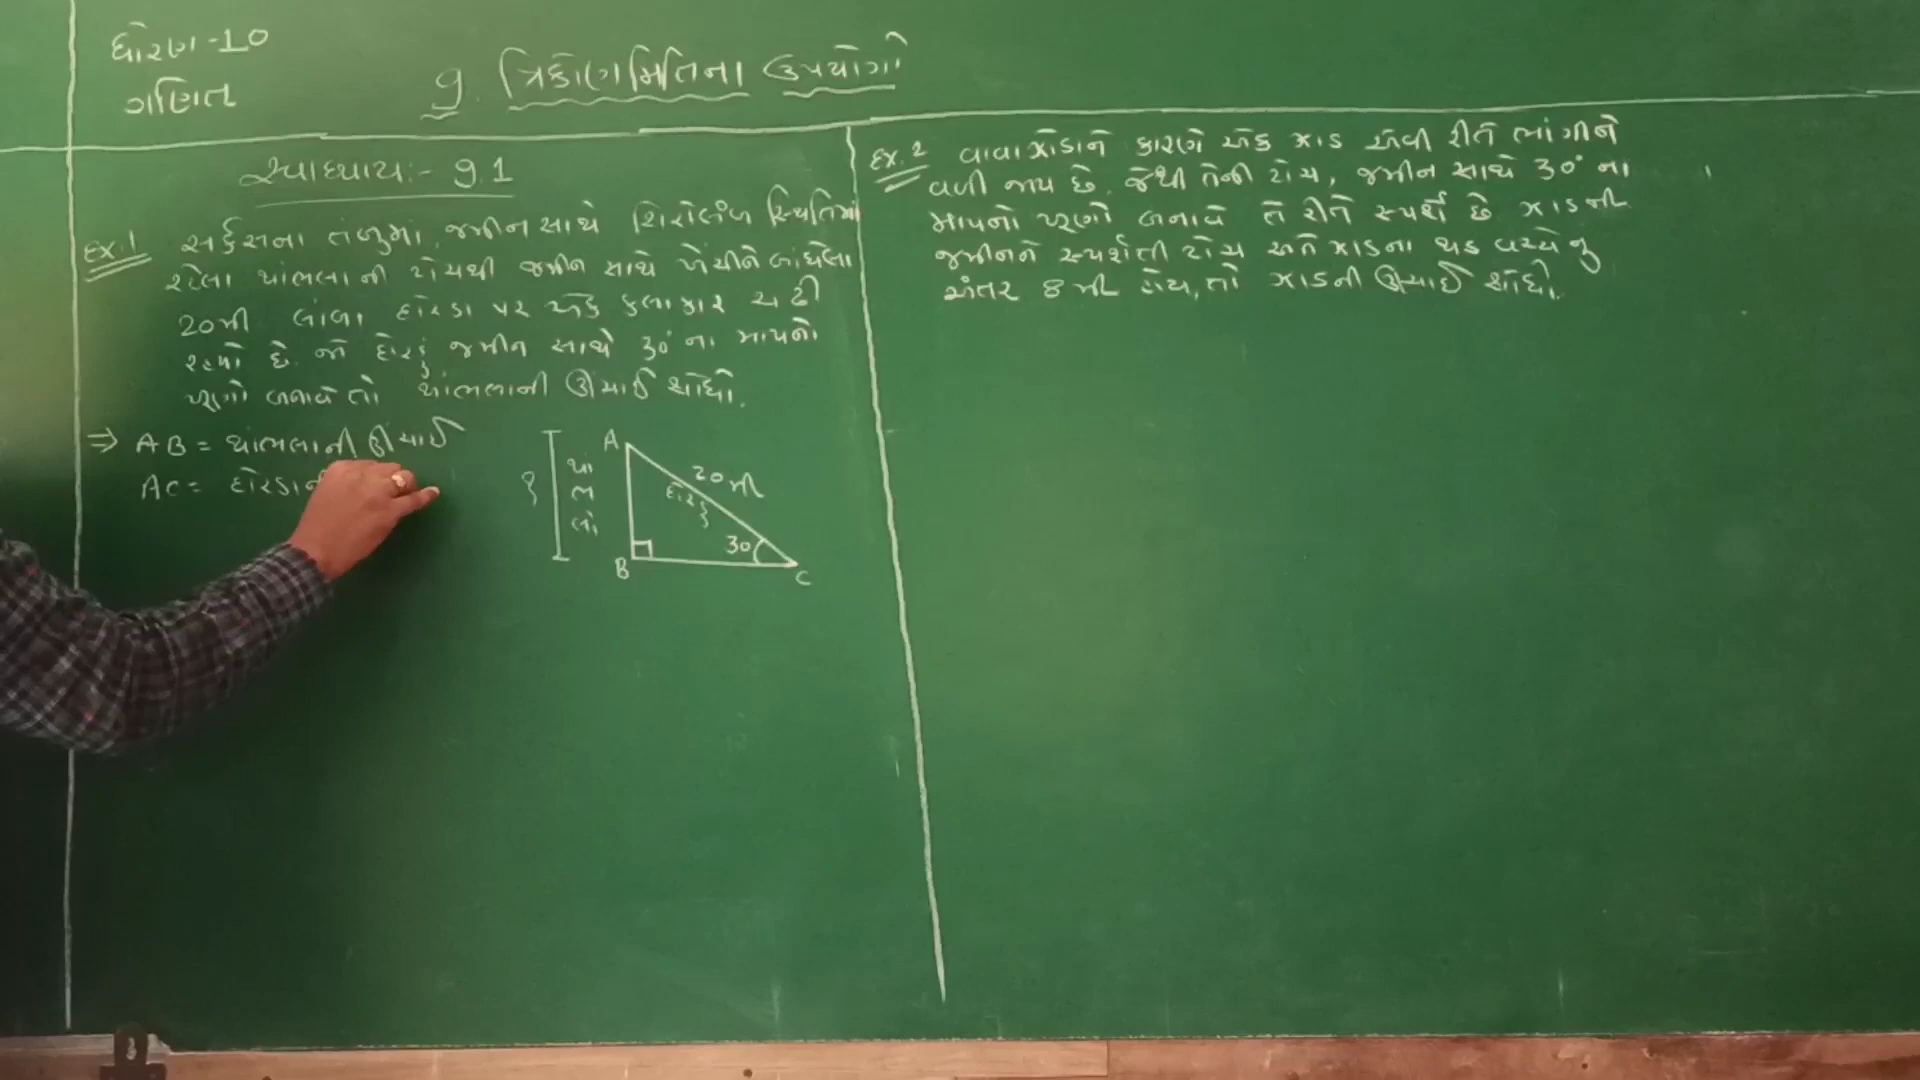 ધોરણ -10
ગણિત
9. ત્રિકોણમિતિના ઉપયોગો
સ્વાધ્યાય:- 9.1
Ex.1 સર્કસના તંબુમાં, જમીન સાથે શિરોલંબ સ્થિતિમાં
રહેલા થાંભલાની ટોચથી જમીન સાથે ખેંચીને બાંધેલા
20મી લાંબા દોરડા પર એક કલાકાર ચઢી
રહ્યો છે. જો દોરડું જમીન સાથે 30° ના માપનો
ખૂણો બનાવે તો થાંભલાની ઊંચાઈ શોધો.
⇒ AB = થાંભલાની ઊંચાઈ
AC = દોરડાન
?
થાંભલો
A
20મી
દોરડું
30
B
C
Ex.2 વાવાઝોડાને કારણે એક ઝાડ એવી રીતે ભાંગીને
વળી જાય છે. જેથી તેની ટોચ, જમીન સાથે 30° ના
માપનો ખૂણો બનાવે તે રીતે સ્પર્શે છે ઝાડની
જમીનને સ્પર્શતી ટોચ અને ઝાડના થડ વચ્ચેનું
અંતર 8 મી હોય, તો ઝાડની ઊંચાઈ શોધો.